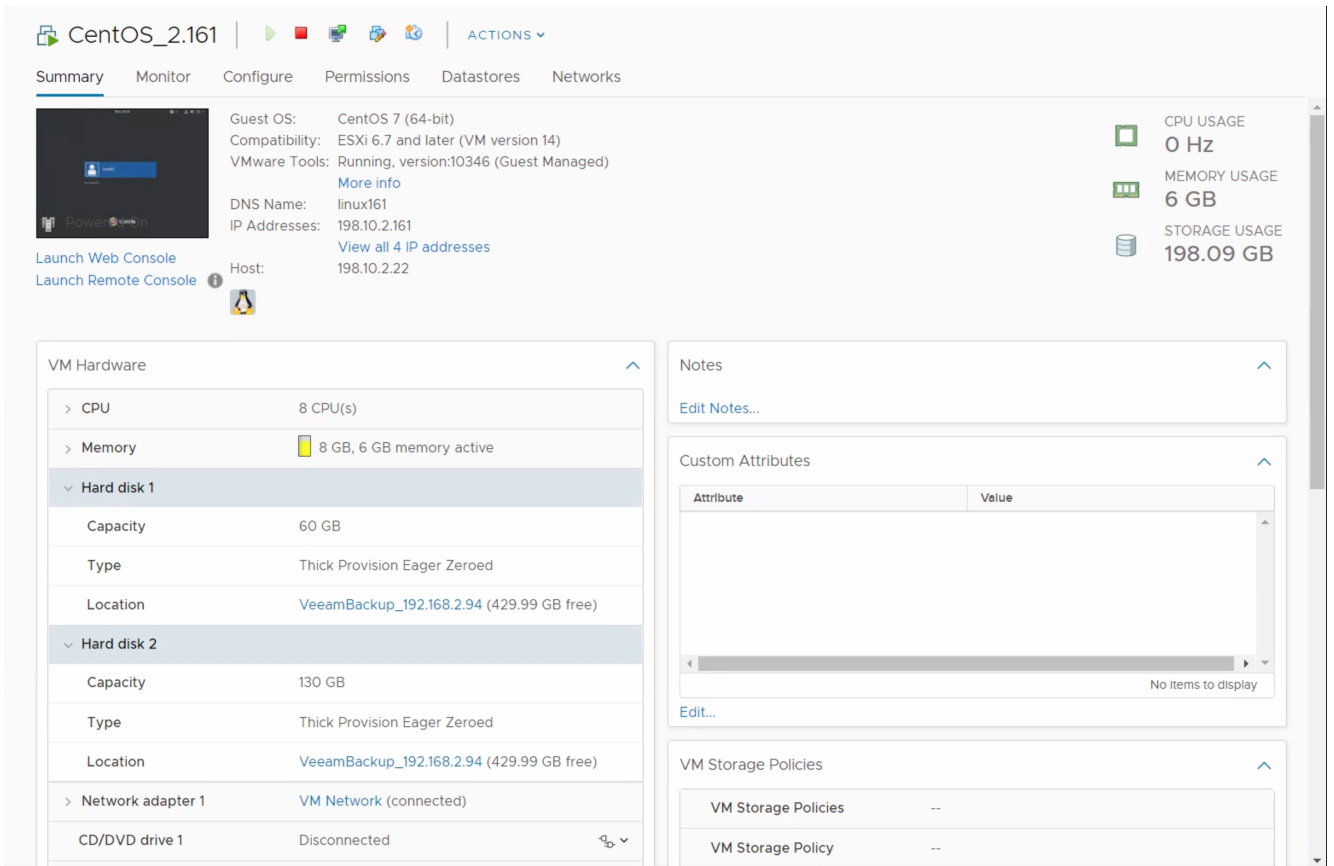 CentOS_2.161
ACTIONS
Summary Monitor Configure Permissions Datastores Networks
Powered On
Launch Web Console
Launch Remote Console
Guest OS: CentOS 7 (64-bit)
Compatibility: ESXi 6.7 and later (VM version 14)
VMware Tools: Running, version:10346 (Guest Managed)
More info
DNS Name: linux161
IP Addresses: 198.10.2.161
View all 4 IP addresses
Host: 198.10.2.22
CPU USAGE
0 Hz
MEMORY USAGE
6 GB
STORAGE USAGE
198.09 GB
VM Hardware
CPU 8 CPU(s)
Memory 8 GB, 6 GB memory active
Hard disk 1
Capacity 60 GB
Type Thick Provision Eager Zeroed
Location VeeamBackup_192.168.2.94 (429.99 GB free)
Hard disk 2
Capacity 130 GB
Type Thick Provision Eager Zeroed
Location VeeamBackup_192.168.2.94 (429.99 GB free)
Network adapter 1 VM Network (connected)
CD/DVD drive 1 Disconnected
Notes
Edit Notes...
Custom Attributes
Attribute Value
No items to display
Edit...
VM Storage Policies
VM Storage Policies --
VM Storage Policy --